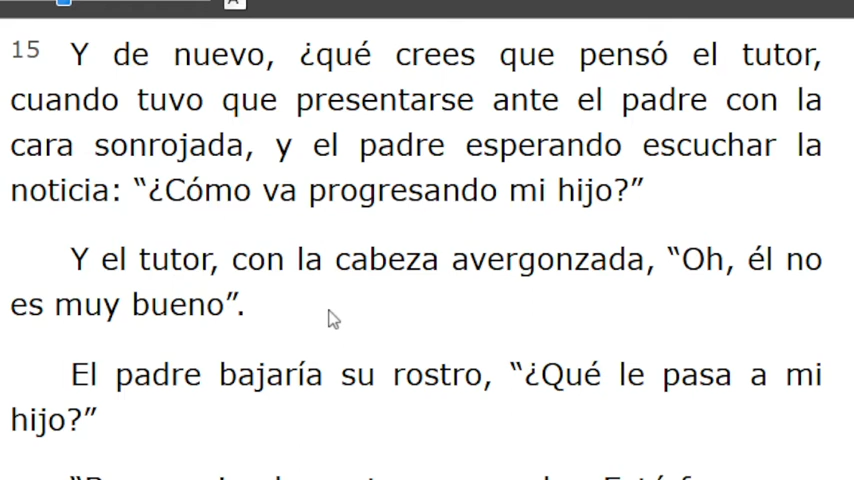 15 Y de nuevo, ¿qué crees que pensó el tutor,
cuando tuvo que presentarse ante el padre con la
cara sonrojada, y el padre esperando escuchar la
noticia: “¿Cómo va progresando mi hijo?”
Y el tutor, con la cabeza avergonzada, “Oh, él no
es muy bueno”.
El padre bajaría su rostro, “¿Qué le pasa a mi
hijo?”